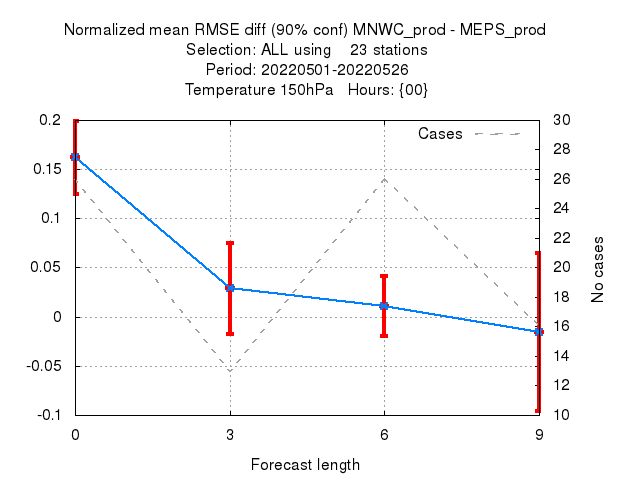 Normalized mean RMSE diff (90% conf) MNWC_prod - MEPS_prod
Selection: ALL using    23 stations
Period: 20220501-20220526
Temperature 150hPa   Hours: {00}
Cases
0.2
0.15
0.1
0.05
0
-0.05
-0.1
30
28
26
24
22
20
18
16
14
12
10
No cases
0 3 6 9
Forecast length